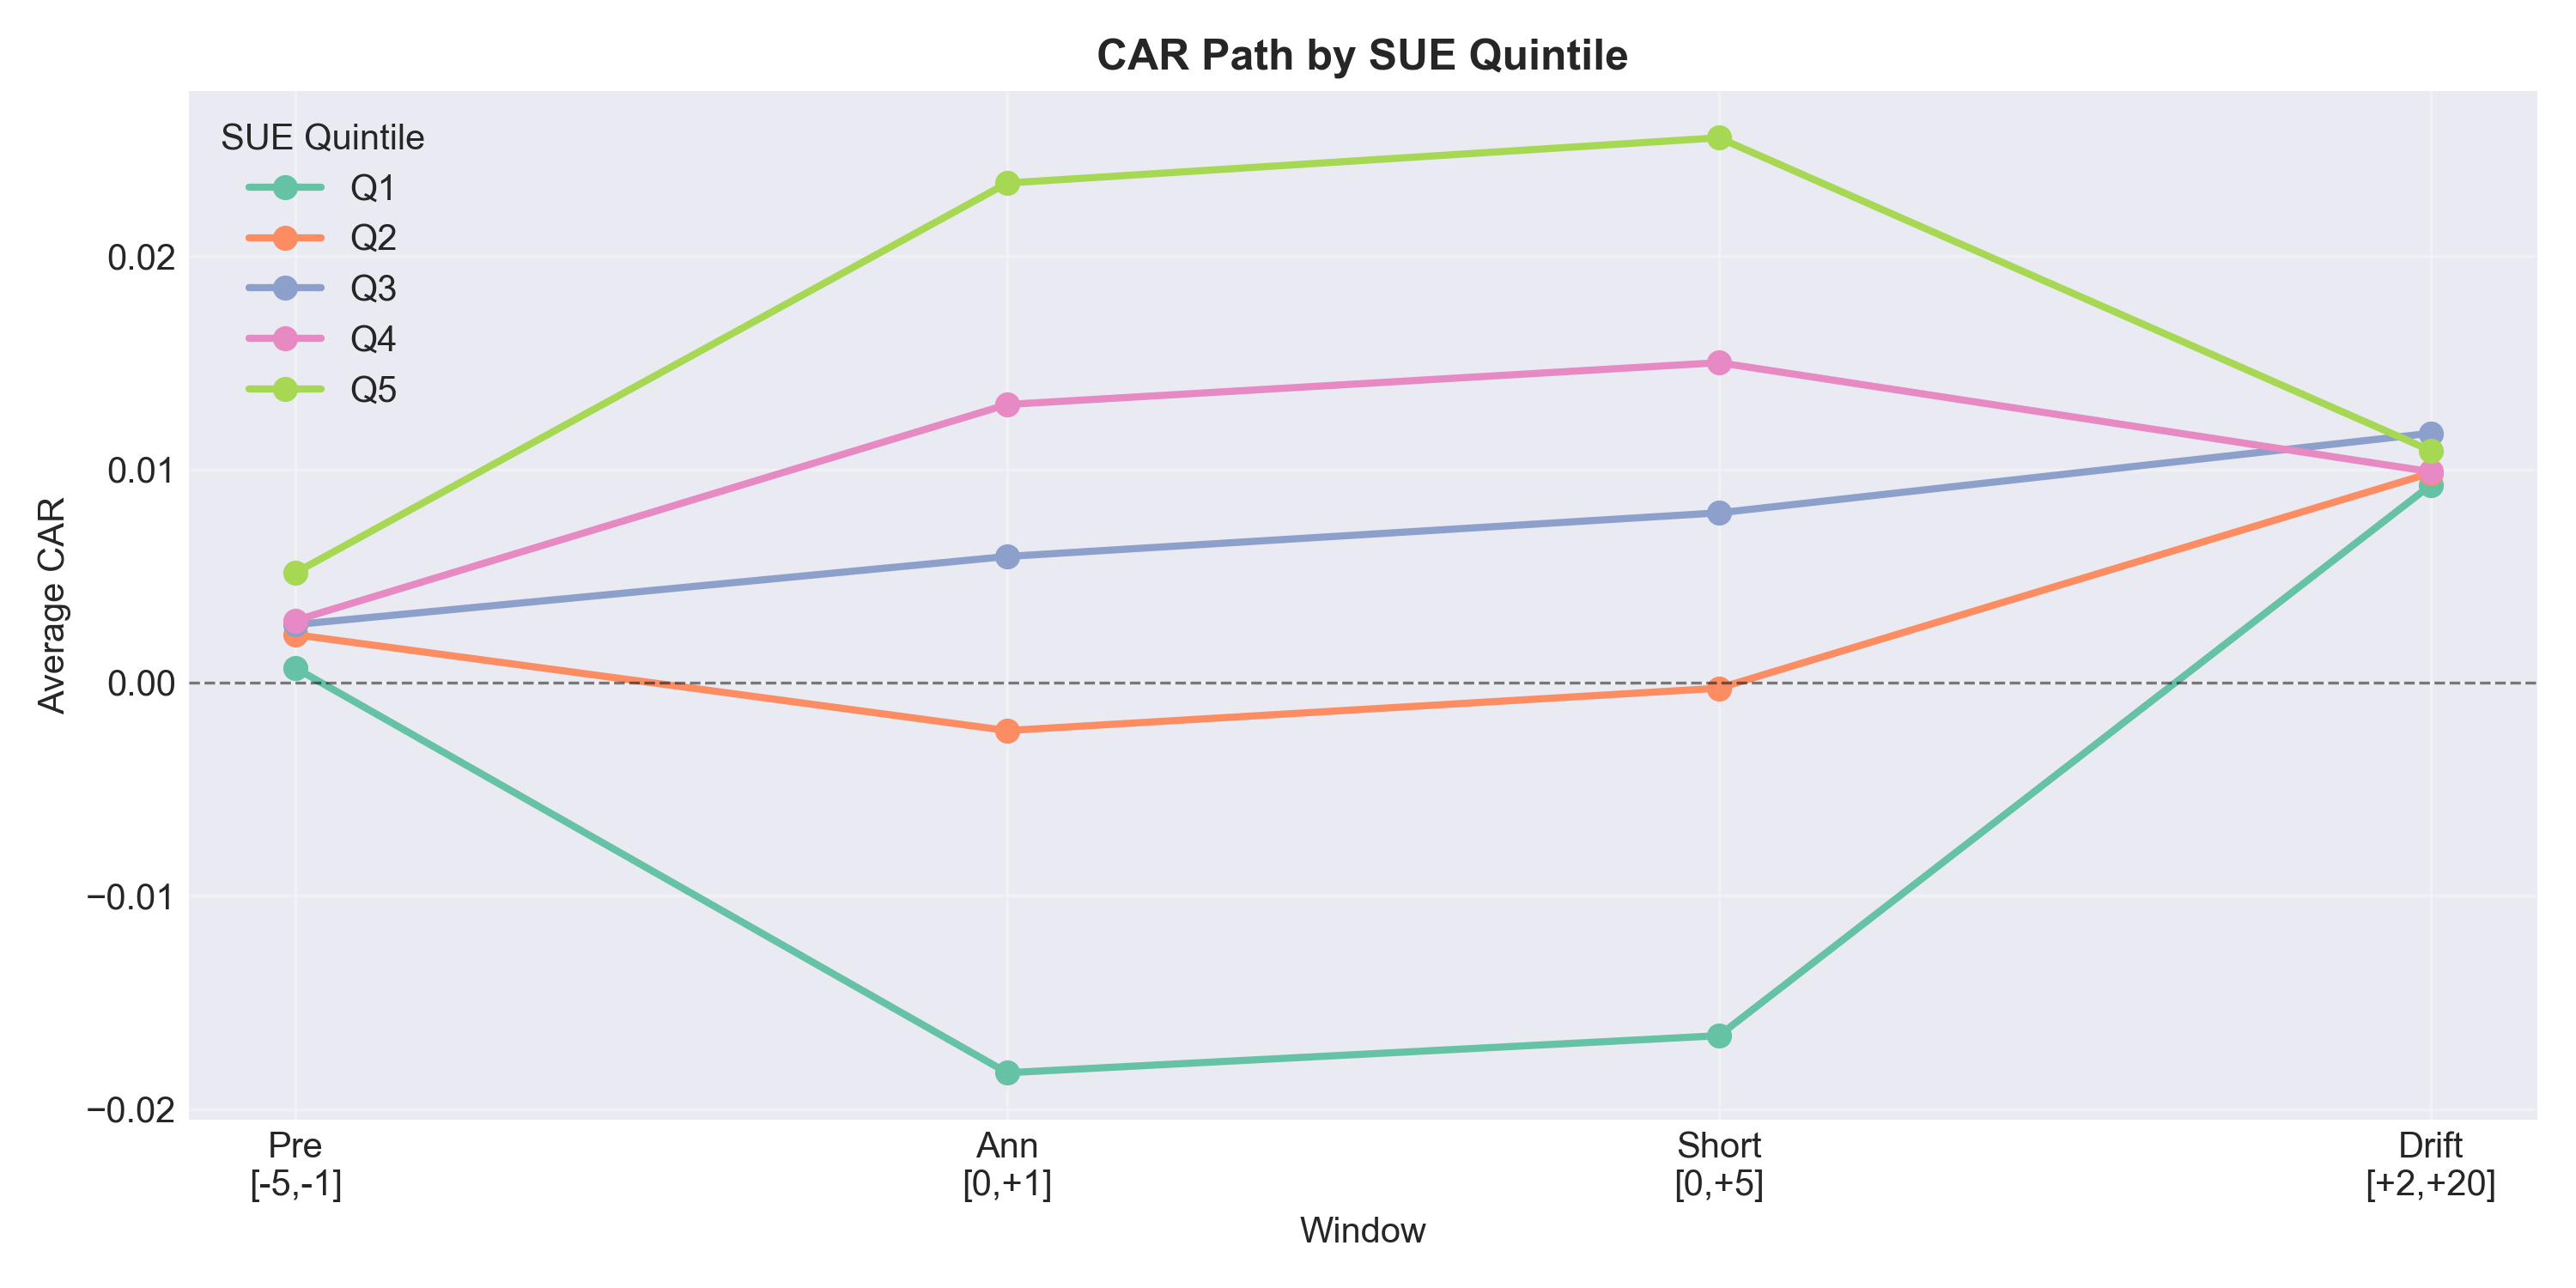 CAR Path by SUE Quintile
SUE Quintile
Q1
Q2
Q3
Q4
Q5
Average CAR
0.02
0.01
0.00
−0.01
−0.02
Pre
[-5,-1]
Ann
[0,+1]
Short
[0,+5]
Drift
[+2,+20]
Window